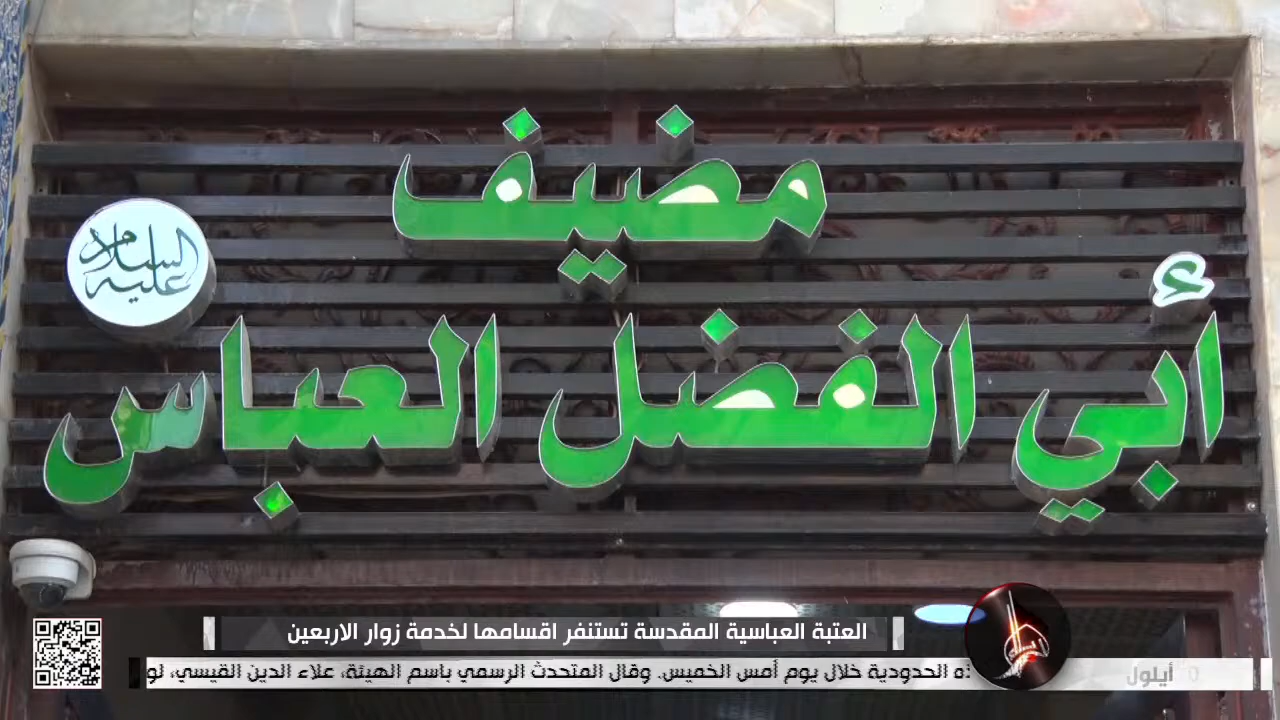 مضيف
أبي الفضل العباس
عليه السلام
العتبة العباسية المقدسة تستنفر اقسامها لخدمة زوار الاربعين
الحدودية خلال يوم أمس الخميس. وقال المتحدث الرسمي باسم الهيئة، علاء الدين القيسي، لو
أيلول